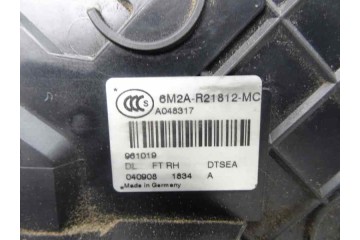 CCC S
6M2A-R21812-MC
A048317
961019
DL FT RH DTSEA
040908 1834 A
Made in Germany